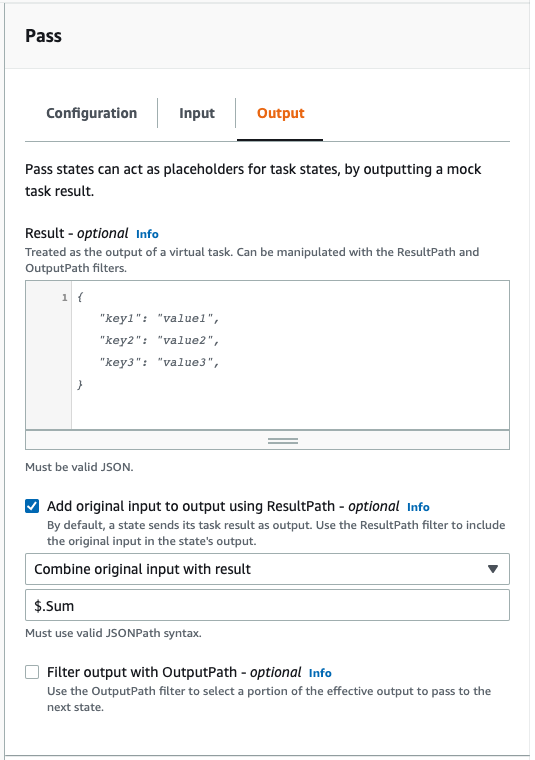 Pass
Configuration
Input
Output
Pass states can act as placeholders for task states, by outputting a mock
task result.
Result - optional Info
Treated as the output of a virtual task. Can be manipulated with the ResultPath and
OutputPath filters.
1 {
"key1": "value1",
"key2": "value2",
"key3": "value3",
}
Must be valid JSON.
Add original input to output using ResultPath - optional Info
By default, a state sends its task result as output. Use the ResultPath filter to include
the original input in the state's output.
Combine original input with result
$.Sum
Must use valid JSONPath syntax.
Filter output with OutputPath - optional Info
Use the OutputPath filter to select a portion of the effective output to pass to the
next state.